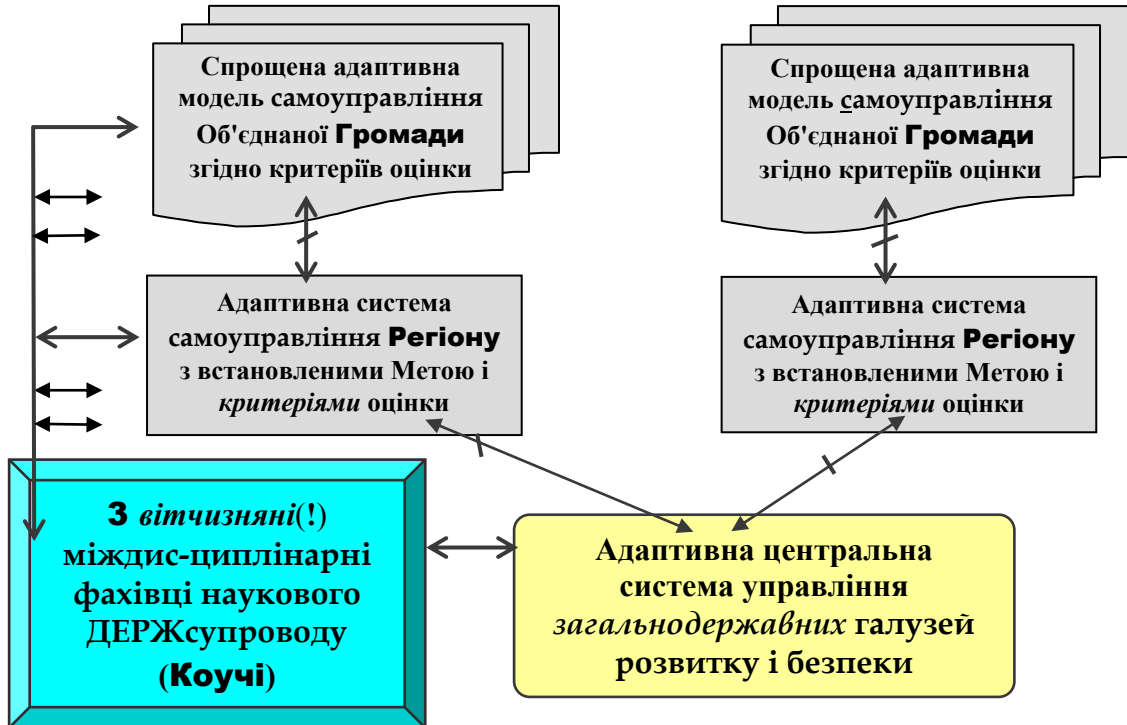 Спрощена адаптивна
модель самоуправління
Об'єднаної Громади
згідно критеріїв оцінки
Спрощена адаптивна
модель самоуправління
Об'єднаної Громади
згідно критеріїв оцінки
Адаптивна система
самоуправління Регіону
з встановленими Метою і
критеріями оцінки
Адаптивна система
самоуправління Регіону
з встановленими Метою і
критеріями оцінки
3 вітчизняні(!)
міждис-циплінарні
фахівці наукового
ДЕРЖсупроводу
(Коучі)
Адаптивна центральна
система управління
загальнодержавних галузей
розвитку і безпеки